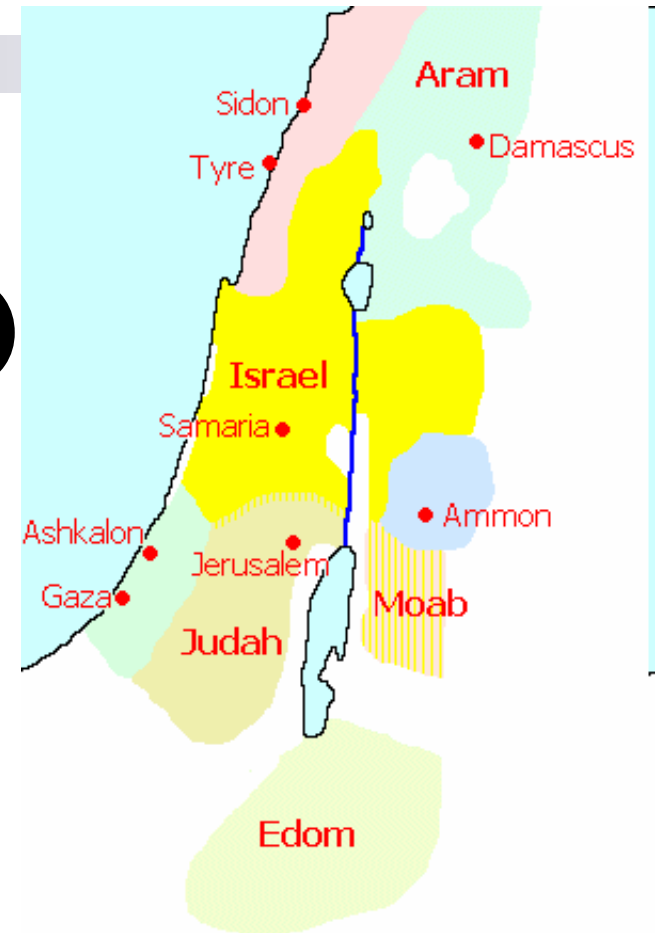 Aram
Sidon
Damascus
Tyre
Israel
Samaria
Ammon
Ashkalon
Jerusalem
Gaza
Moab
Judah
Edom